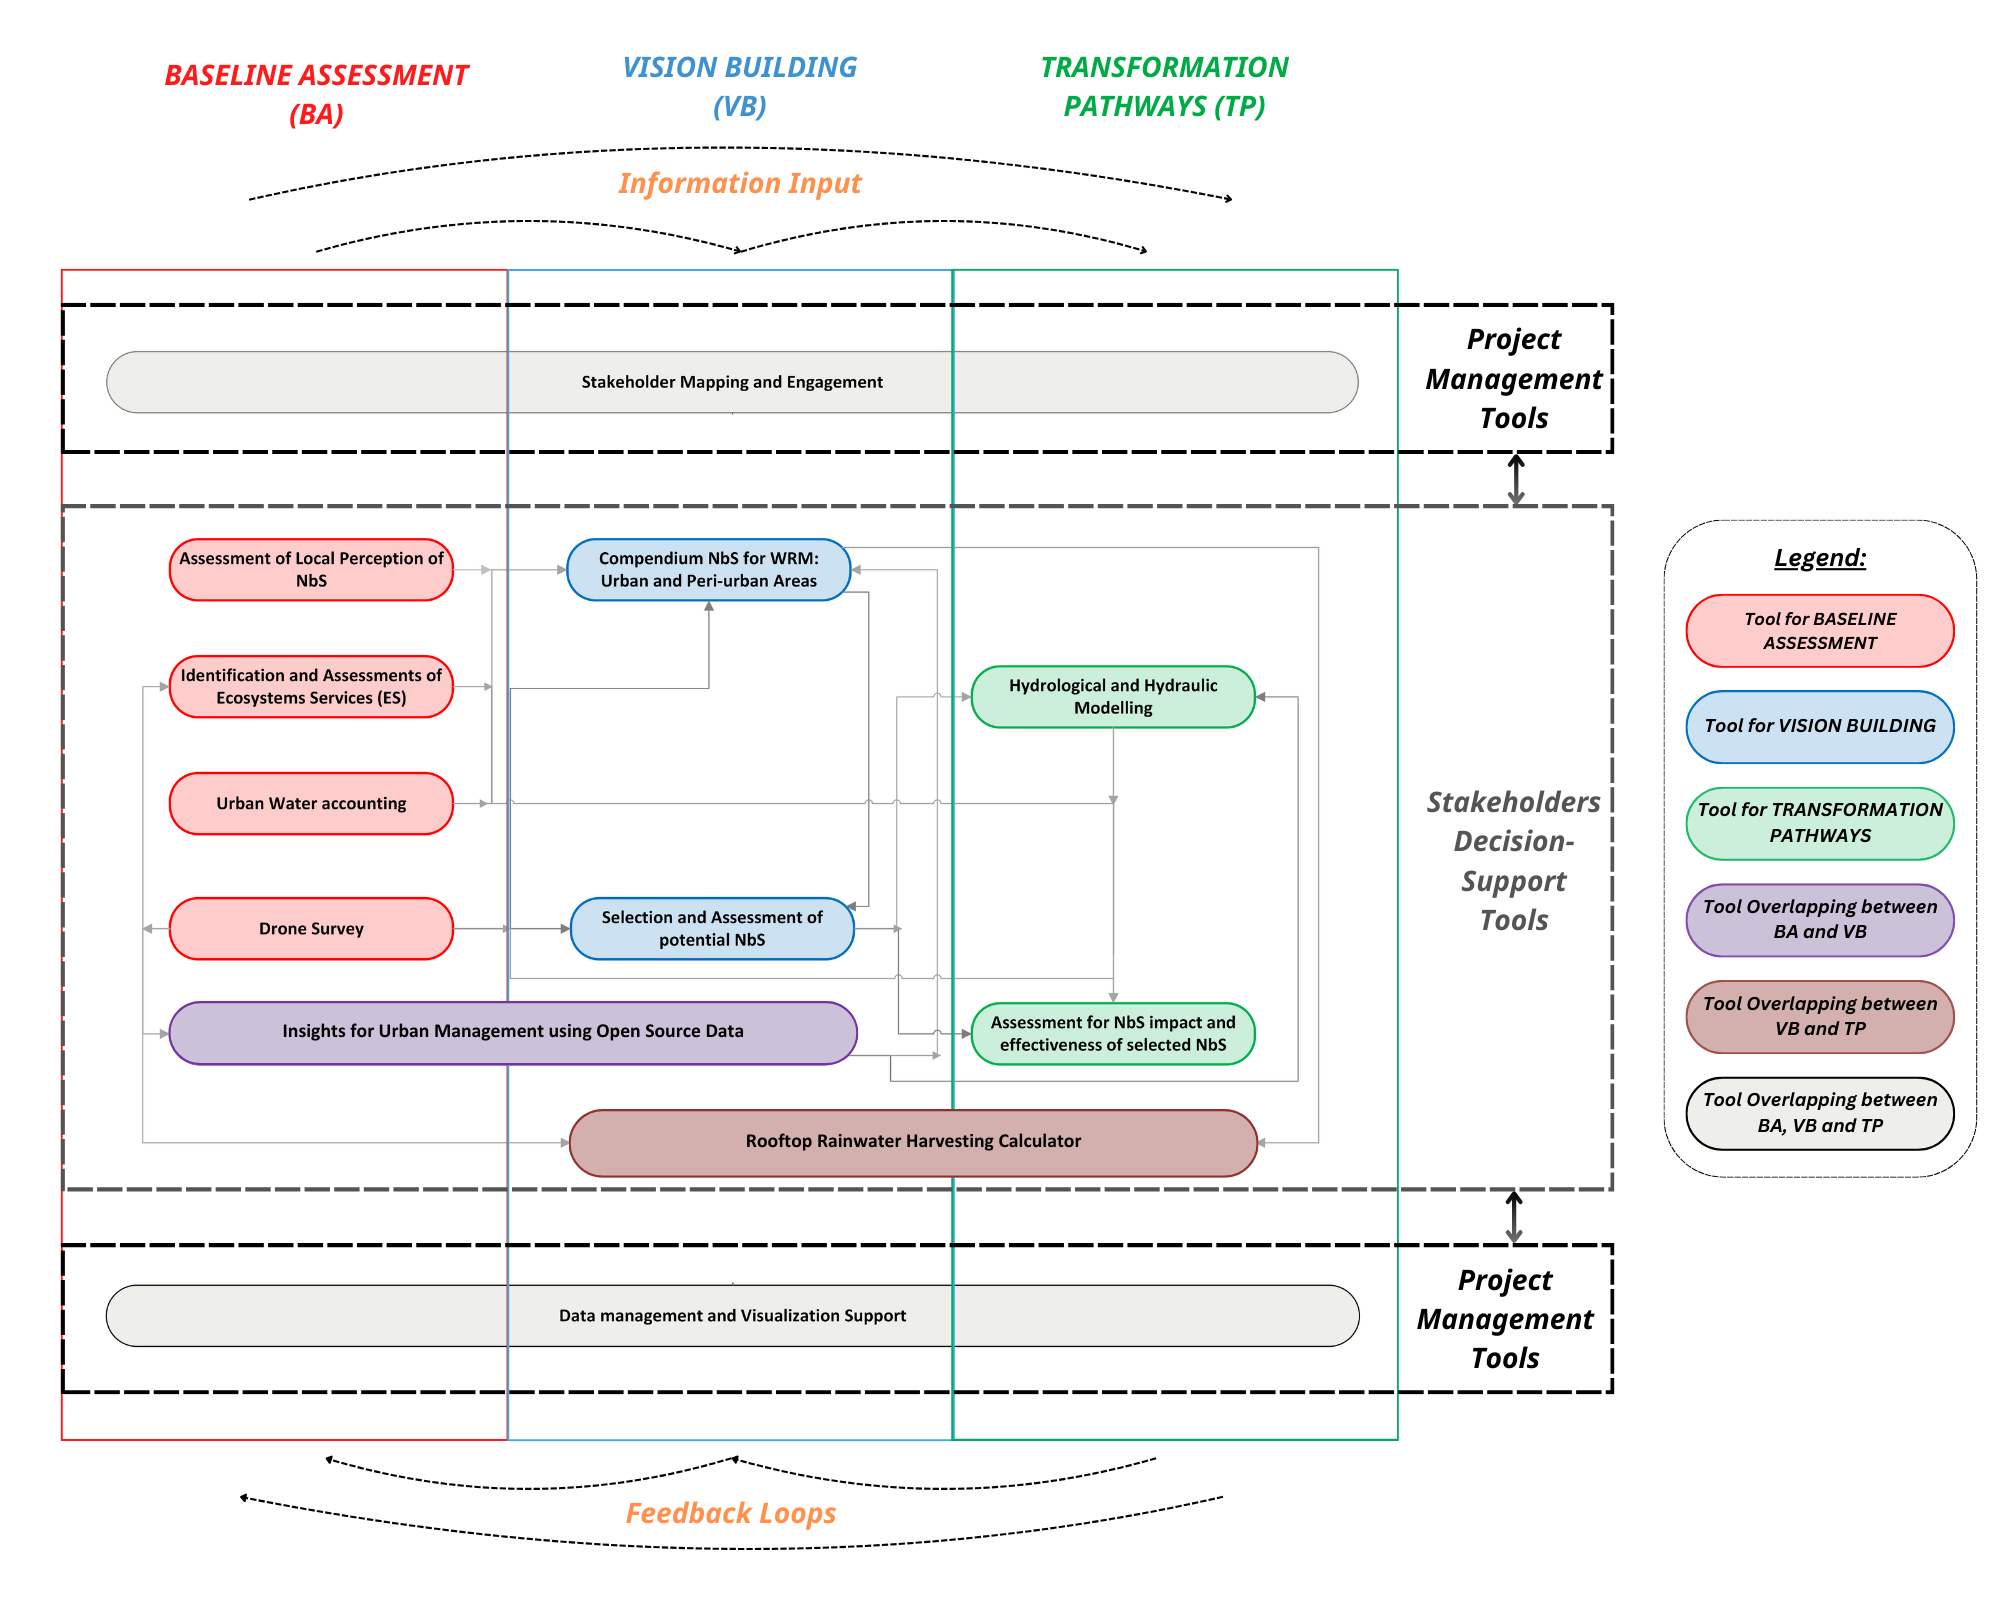 BASELINE ASSESSMENT
(BA)
VISION BUILDING
(VB)
TRANSFORMATION
PATHWAYS (TP)
Information Input
Project
Management
Tools
Stakeholder Mapping and Engagement
Assessment of Local Perception of
NbS
Compendium NbS for WRM:
Urban and Peri-urban Areas
Identification and Assessments of
Ecosystems Services (ES)
Hydrological and Hydraulic
Modelling
Urban Water accounting
Stakeholders
Decision-
Support
Tools
Drone Survey
Selection and Assessment of
potential NbS
Insights for Urban Management using Open Source Data
Assessment for NbS impact and
effectiveness of selected NbS
Rooftop Rainwater Harvesting Calculator
Project
Management
Tools
Data management and Visualization Support
Feedback Loops
Legend:
Tool for BASELINE
ASSESSMENT
Tool for VISION BUILDING
Tool for TRANSFORMATION
PATHWAYS
Tool Overlapping between
BA and VB
Tool Overlapping between
VB and TP
Tool Overlapping between
BA, VB and TP